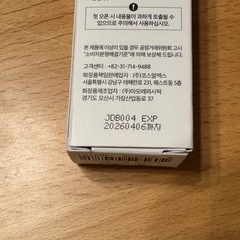 첫 오픈 시 내용물이 과하게 토출될 수
있으므로 주의하여 사용하십시오.
본 제품에 이상이 있을 경우 공정거래위원회 고시
"소비자분쟁해결기준"에 의해 보상해 드립니다.
고객센터 : +82-31-714-9488
화장품책임판매업자 : (주)코스알엑스
서울특별시 강남구 테헤란로 231, 웨스트동 5층
화장품제조업자 : (주)아모레퍼시픽
경기도 오산시 가장산업동로 37
JDB004 EXP
20260406까지